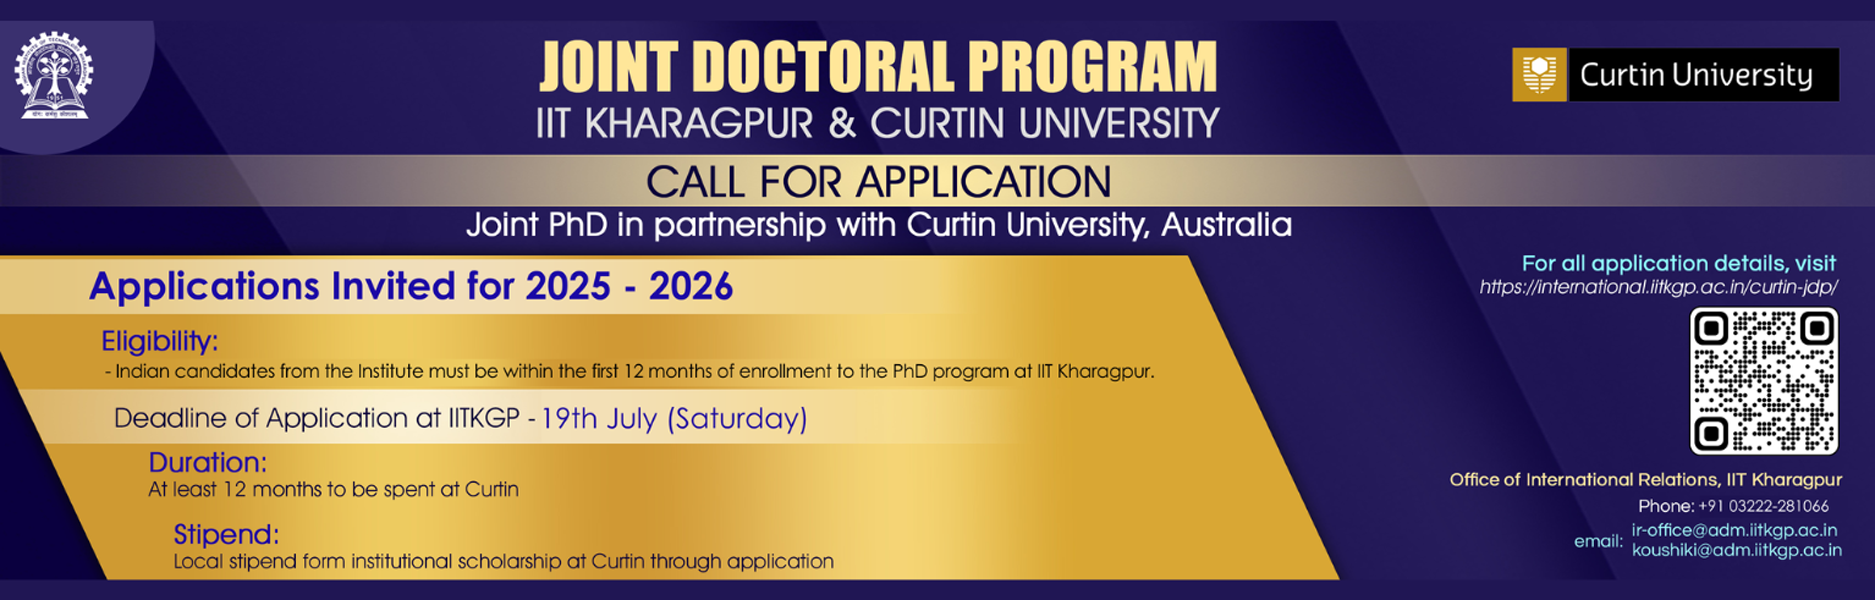 JOINT DOCTORAL PROGRAM
IIT KHARAGPUR & CURTIN UNIVERSITY
Curtin University
CALL FOR APPLICATION
Joint PhD in partnership with Curtin University, Australia
Applications Invited for 2025 - 2026
Eligibility:
- Indian candidates from the Institute must be within the first 12 months of enrollment to the PhD program at IIT Kharagpur.
Deadline of Application at IITKGP - 19th July (Saturday)
Duration:
At least 12 months to be spent at Curtin
Stipend:
Local stipend form institutional scholarship at Curtin through application
For all application details, visit
https://international.iitkgp.ac.in/curtin-jdp/
Office of International Relations, IIT Kharagpur
Phone: +91 03222-281066
email: ir-office@adm.iitkgp.ac.in
koushiki@adm.iitkgp.ac.in